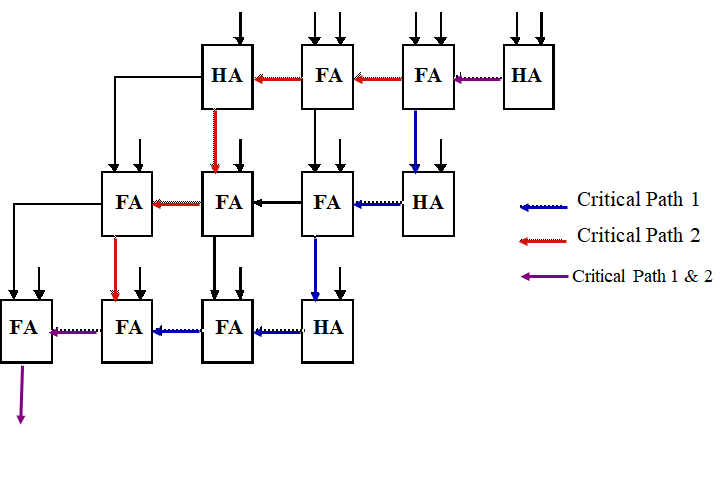 HA FA FA HA
FA FA FA HA
Critical Path 1
Critical Path 2
Critical Path 1 & 2
FA FA FA HA